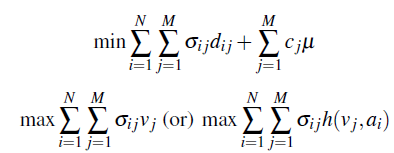 min ∑_{i=1}^{N} ∑_{j=1}^{M} σ_{ij}d_{ij} + ∑_{j=1}^{M} c_jμ
max ∑_{i=1}^{N} ∑_{j=1}^{M} σ_{ij}v_j (or) max ∑_{i=1}^{N} ∑_{j=1}^{M} σ_{ij}h(v_j,a_i)